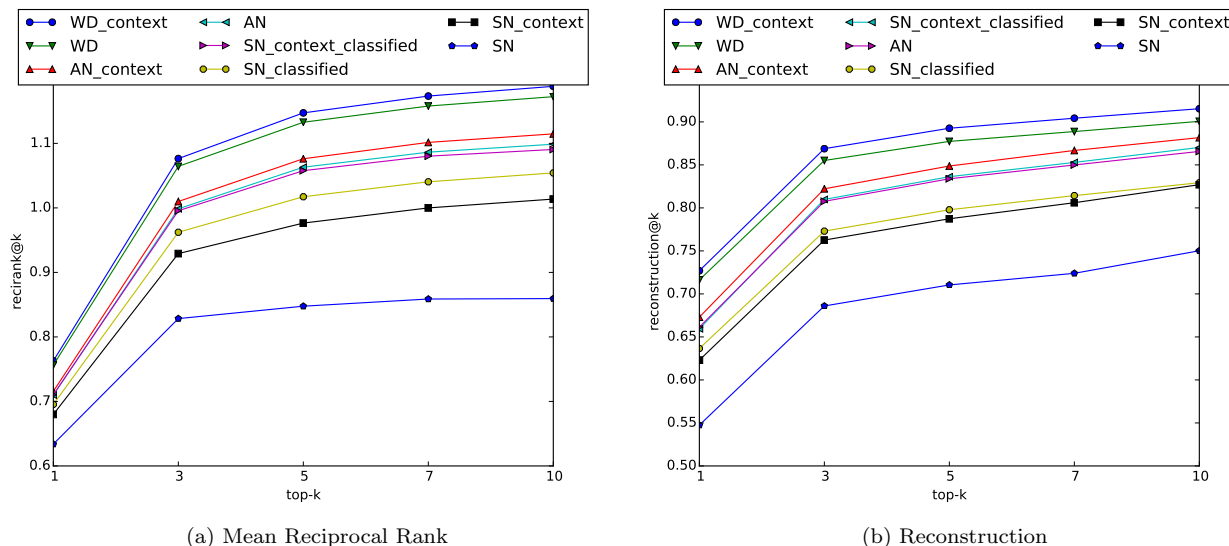 WD_context
WD
AN_context
AN
SN_context_classified
SN_classified
SN_context
SN
1.1
1.0
0.9
0.8
0.7
0.6
recirank@k
1 3 5 7 10
top-k
(a) Mean Reciprocal Rank
WD_context
WD
AN_context
SN_context_classified
AN
SN_classified
SN_context
SN
0.90
0.85
0.80
0.75
0.70
0.65
0.60
0.55
0.50
reconstruction@k
1 3 5 7 10
top-k
(b) Reconstruction